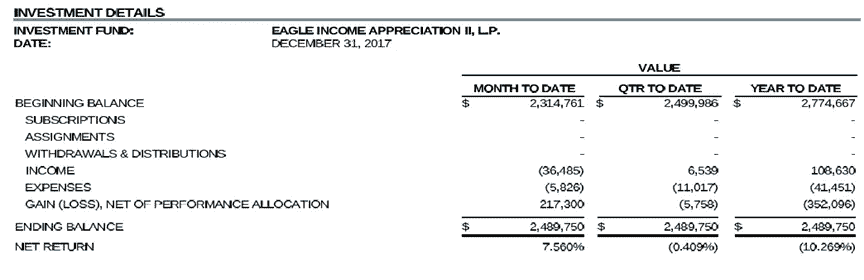 INVESTMENT DETAILS
INVESTMENT FUND: EAGLE INCOME APPRECIATION II, L.P.
DATE: DECEMBER 31, 2017
VALUE
MONTH TO DATE QTR TO DATE YEAR TO DATE
BEGINNING BALANCE $ 2,314,761 $ 2,499,986 $ 2,774,667
SUBSCRIPTIONS - - -
ASSIGNMENTS - - -
WITHDRAWALS & DISTRIBUTIONS - - -
INCOME (36,485) 6,539 108,630
EXPENSES (5,826) (11,017) (41,451)
GAIN (LOSS), NET OF PERFORMANCE ALLOCATION 217,300 (5,758) (352,096)
ENDING BALANCE $ 2,489,750 $ 2,489,750 $ 2,489,750
NET RETURN 7.560% (0.409%) (10.269%)